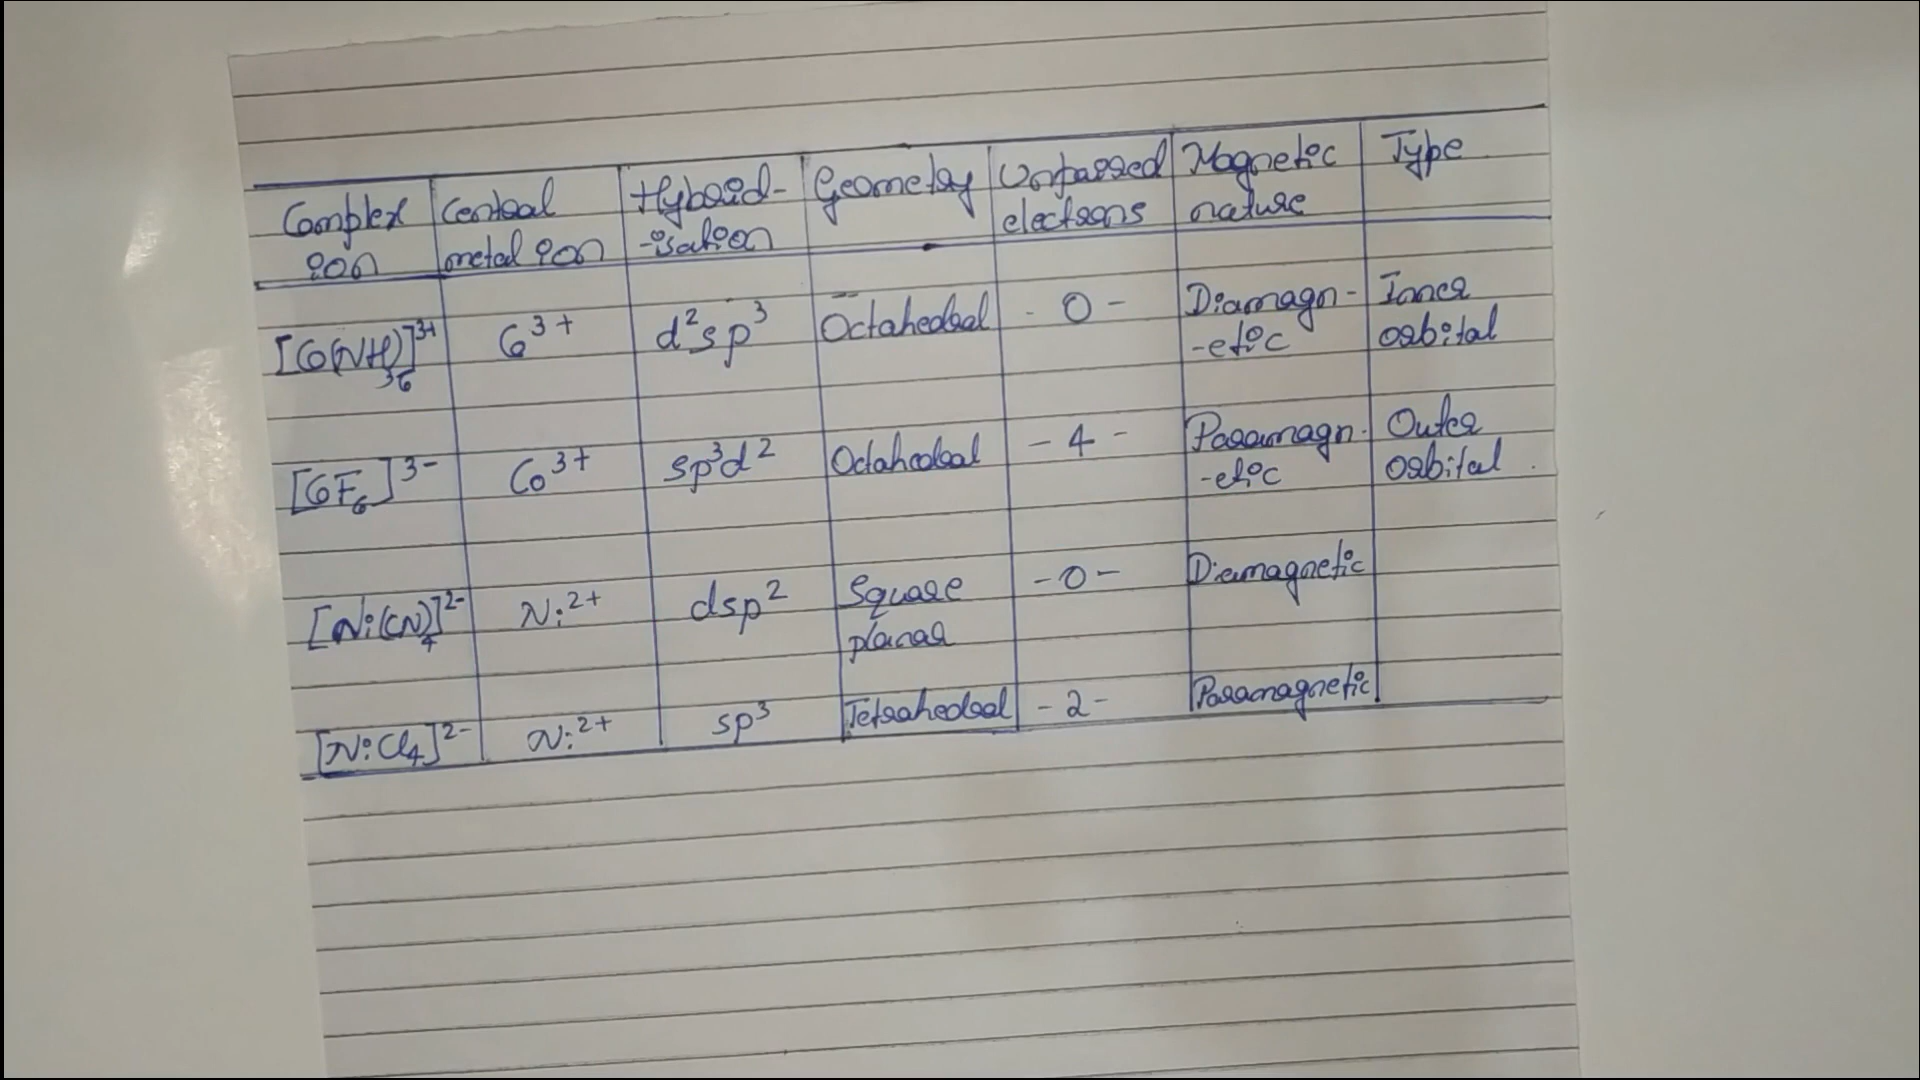 Complex ion | Central metal ion | Hybrid-isation | Geometry | Unpaired electrons | Magnetic nature | Type
[Co(NH3)6]3+ | Co3+ | d2sp3 | Octahedral | -0- | Diamagn-etic | Inner orbital
[CoF6]3- | Co3+ | sp3d2 | Octahedral | -4- | Paramagn-etic | Outer orbital
[Ni(CN)4]2- | Ni2+ | dsp2 | Square planar | -0- | Diamagnetic
[NiCl4]2- | Ni2+ | sp3 | Tetrahedral | -2- | Paramagnetic